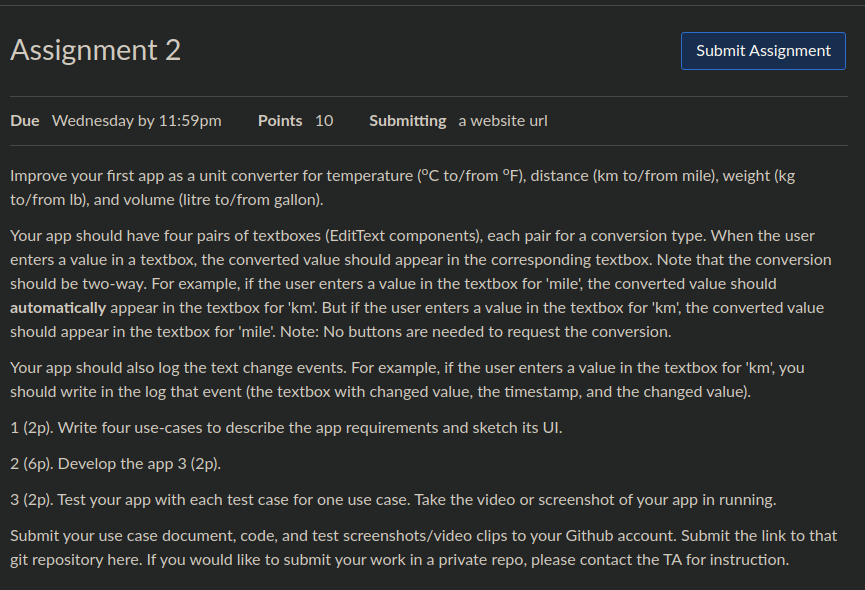 Assignment 2
Submit Assignment
Due Wednesday by 11:59pm Points 10 Submitting a website url
Improve your first app as a unit converter for temperature (⁰C to/from ⁰F), distance (km to/from mile), weight (kg
to/from lb), and volume (litre to/from gallon).
Your app should have four pairs of textboxes (EditText components), each pair for a conversion type. When the user
enters a value in a textbox, the converted value should appear in the corresponding textbox. Note that the conversion
should be two-way. For example, if the user enters a value in the textbox for 'mile', the converted value should
automatically appear in the textbox for 'km'. But if the user enters a value in the textbox for 'km', the converted value
should appear in the textbox for 'mile'. Note: No buttons are needed to request the conversion.
Your app should also log the text change events. For example, if the user enters a value in the textbox for 'km', you
should write in the log that event (the textbox with changed value, the timestamp, and the changed value).
1 (2p). Write four use-cases to describe the app requirements and sketch its UI.
2 (6p). Develop the app 3 (2p).
3 (2p). Test your app with each test case for one use case. Take the video or screenshot of your app in running.
Submit your use case document, code, and test screenshots/video clips to your Github account. Submit the link to that
git repository here. If you would like to submit your work in a private repo, please contact the TA for instruction.